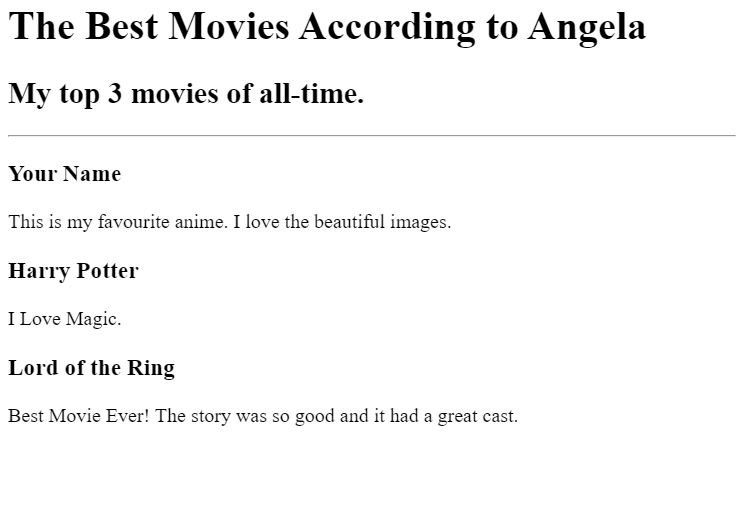 The Best Movies According to Angela
My top 3 movies of all-time.
Your Name
This is my favourite anime. I love the beautiful images.
Harry Potter
I Love Magic.
Lord of the Ring
Best Movie Ever! The story was so good and it had a great cast.